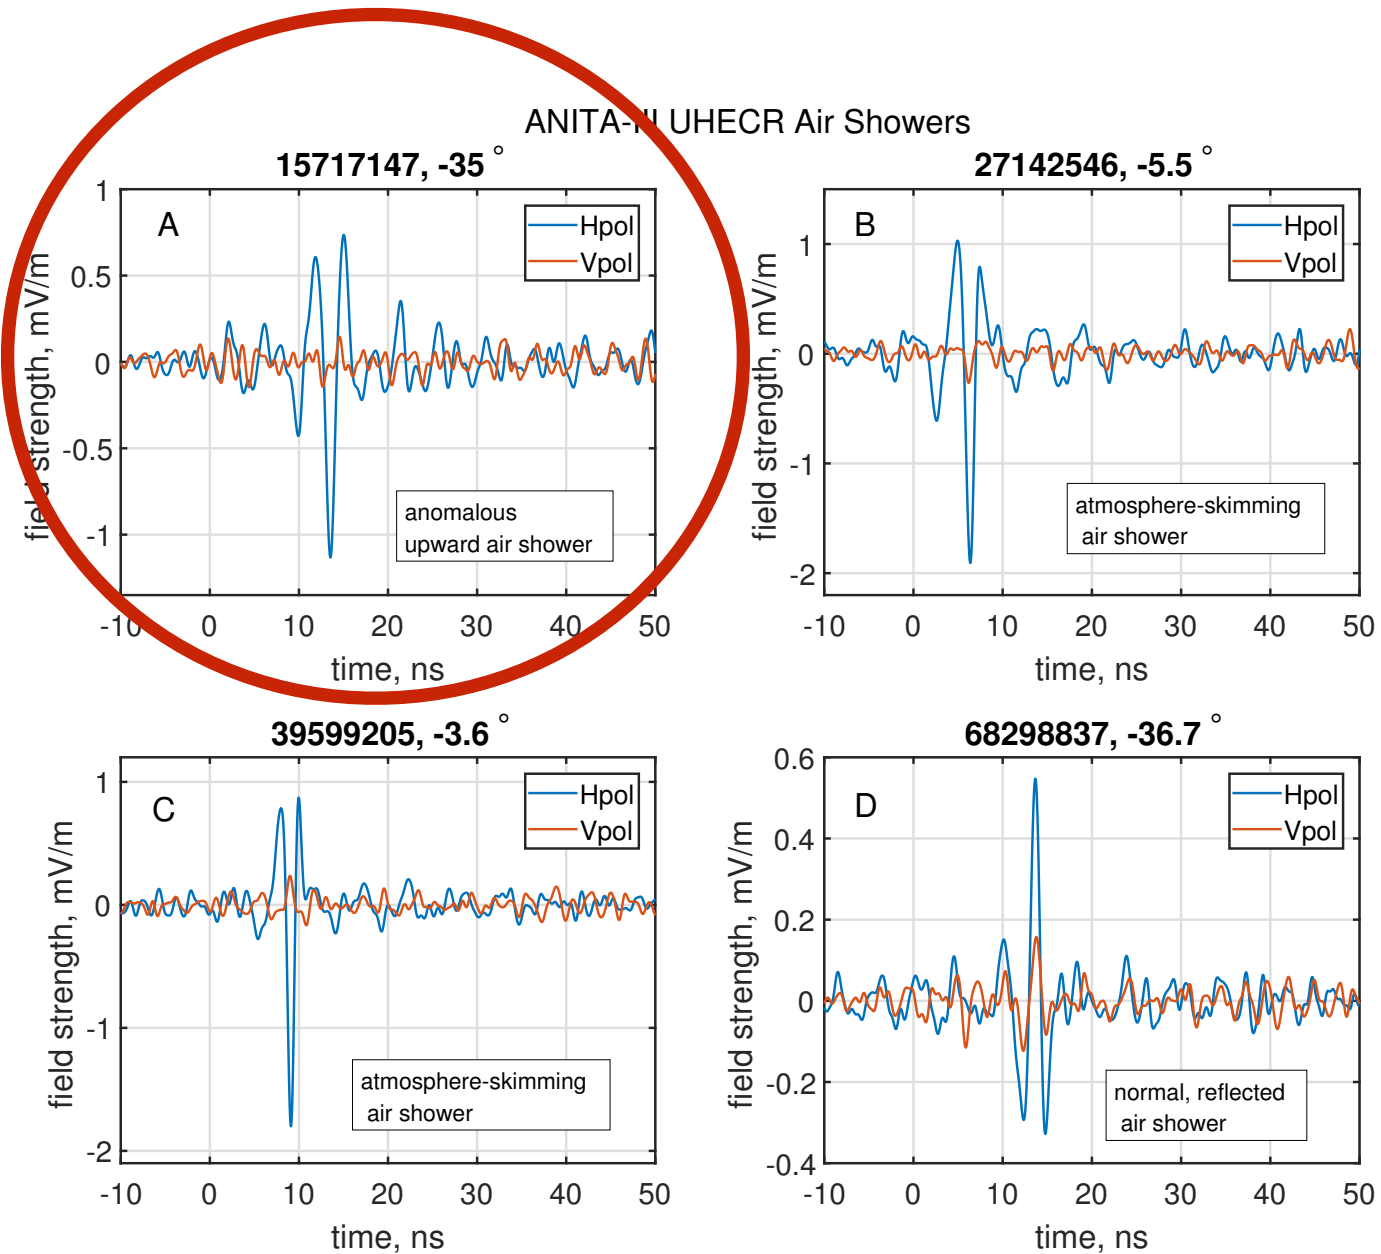 ANITA-III UHECR Air Showers
15717147, -35 °
A
Hpol
Vpol
1
0.5
0
-0.5
-1
field strength, mV/m
anomalous
upward air shower
-10 0 10 20 30 40 50
time, ns
27142546, -5.5 °
B
Hpol
Vpol
1
0
-1
-2
field strength, mV/m
atmosphere-skimming
air shower
-10 0 10 20 30 40 50
time, ns
39599205, -3.6 °
C
Hpol
Vpol
1
0
-1
-2
field strength, mV/m
atmosphere-skimming
air shower
-10 0 10 20 30 40 50
time, ns
68298837, -36.7 °
D
Hpol
Vpol
0.6
0.4
0.2
0
-0.2
-0.4
field strength, mV/m
normal, reflected
air shower
-10 0 10 20 30 40 50
time, ns